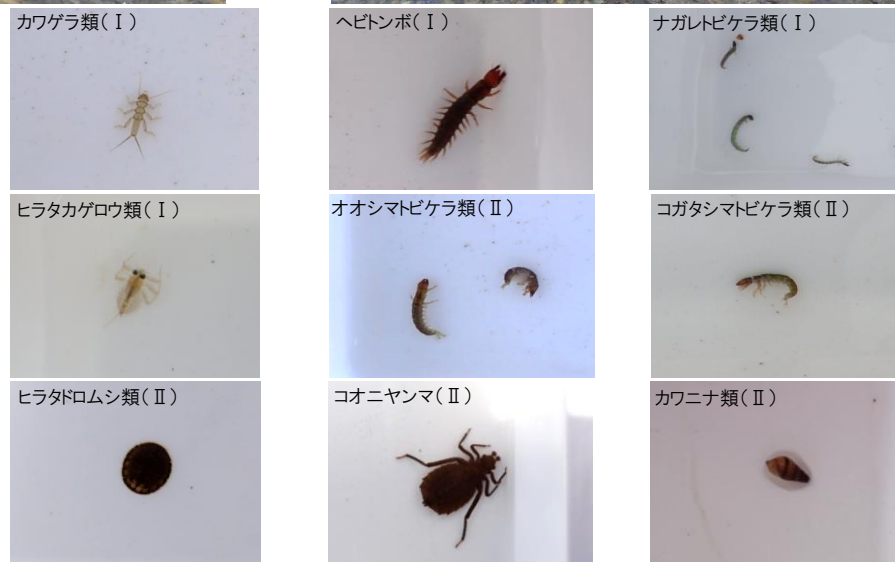 カワゲラ類(Ⅰ)
ヘビトンボ(Ⅰ)
ナガレトビケラ類(Ⅰ)
ヒラタカゲロウ類(Ⅰ)
オオシマトビケラ類(Ⅱ)
コガタシマトビケラ類(Ⅱ)
ヒラタドロムシ類(Ⅱ)
コオニヤンマ(Ⅱ)
カワニナ類(Ⅱ)